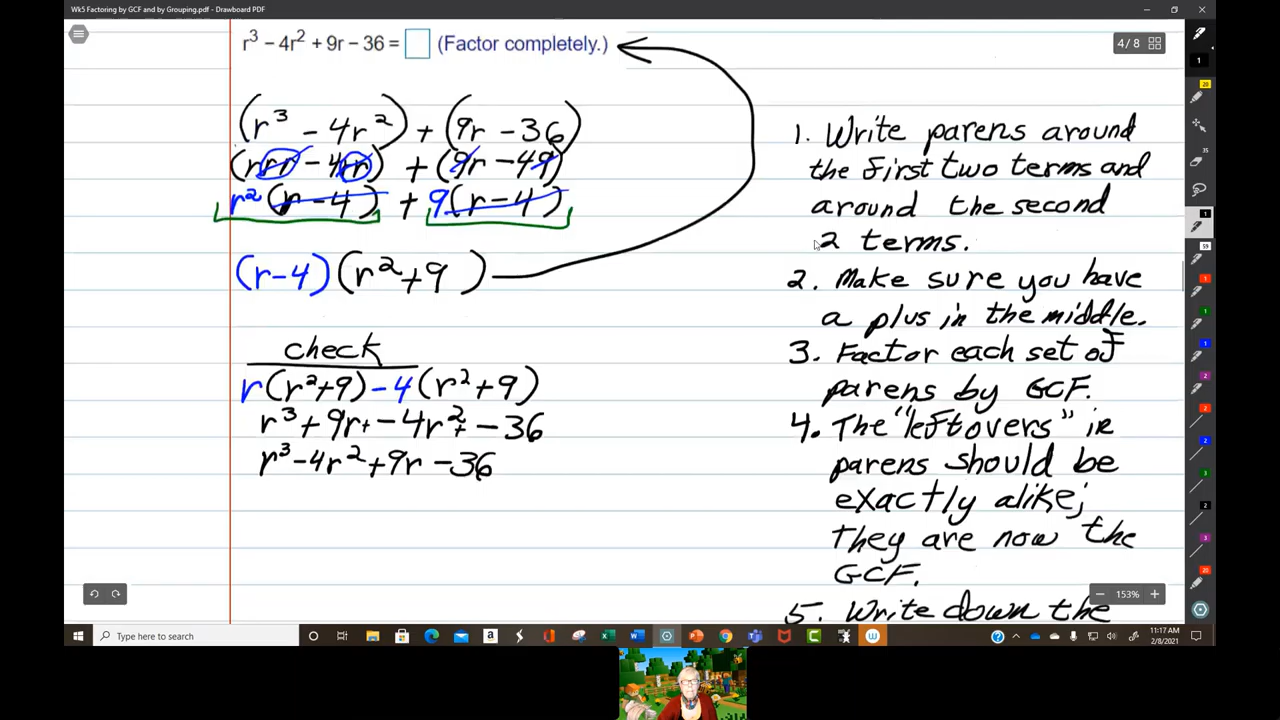 Wk5 Factoring by GCF and by Grouping.pdf - Drawboard PDF
r³ − 4r² + 9r − 36 = (Factor completely.)
4/8
(r³ − 4r²) + (9r − 36)
(rrr − 4rr) + (9r − 49)
r²(r − 4) + 9(r − 4)
(r−4)(r²+9)
check
r(r²+9) −4(r²+9)
r³ + 9r + −4r² + −36
r³−4r²+9r −36
1. Write parens around
the first two terms and
around the second
2 terms.
2. Make sure you have
a plus in the middle.
3. Factor each set of
parens by GCF.
4. The "leftovers" in
parens should be
exactly alike;
they are now the
GCF.
5. Write down the
153%
Type here to search
11:17 AM
2/8/2021